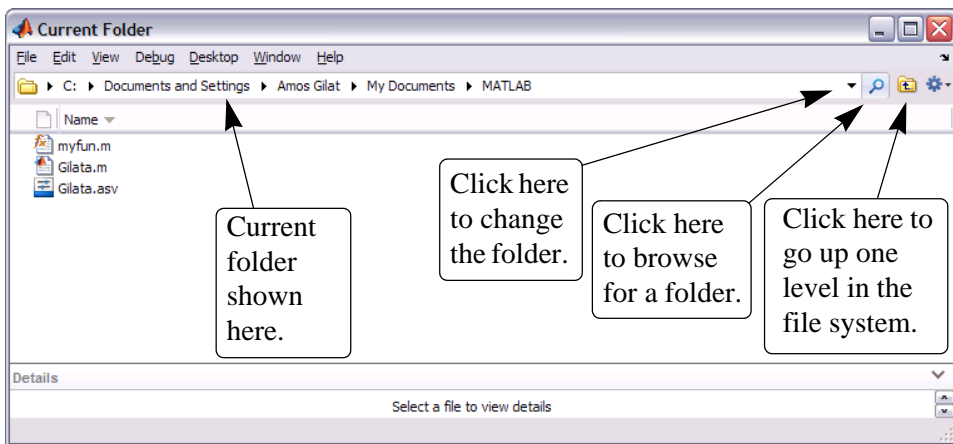 Current Folder
File Edit View Debug Desktop Window Help
C: Documents and Settings Amos Gilat My Documents MATLAB
Name
myfun.m
Gilata.m
Gilata.asv
Current
folder
shown
here.
Click here
to change
the folder.
Click here
to browse
for a folder.
Click here to
go up one
level in the
file system.
Details
Select a file to view details